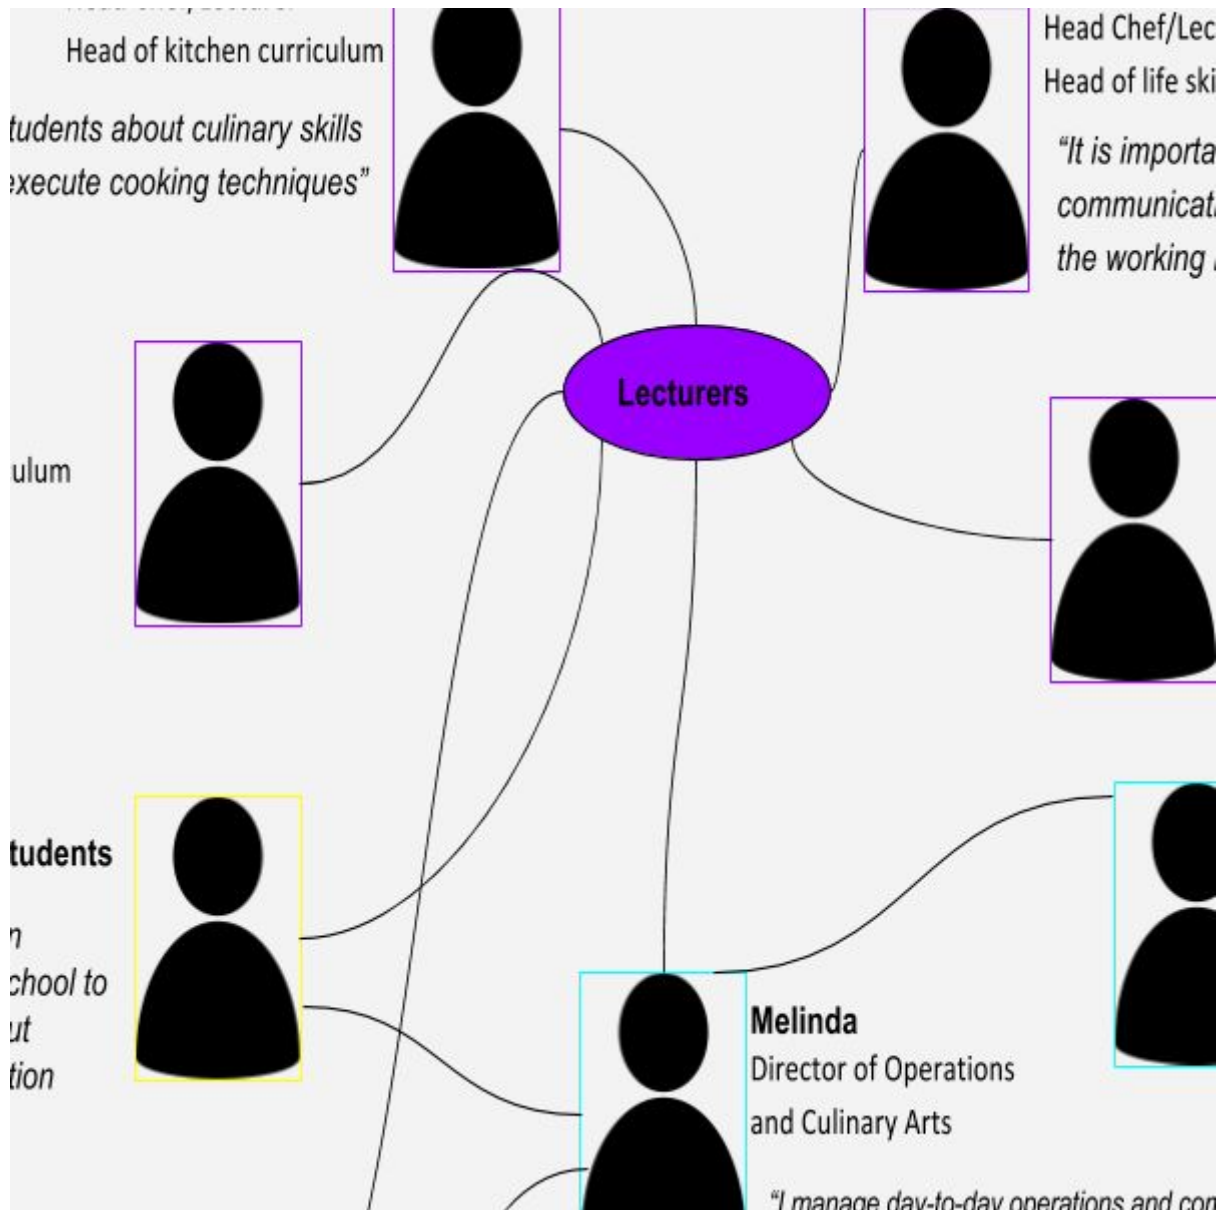 Head of kitchen curriculum
tudents about culinary skills
execute cooking techniques”
Head Chef/Lec
Head of life ski
“It is importa
communicati
the working
Lecturers
ulum
tudents
n
chool to
ut
tion
Melinda
Director of Operations
and Culinary Arts
“I manage day-to-day operations and com